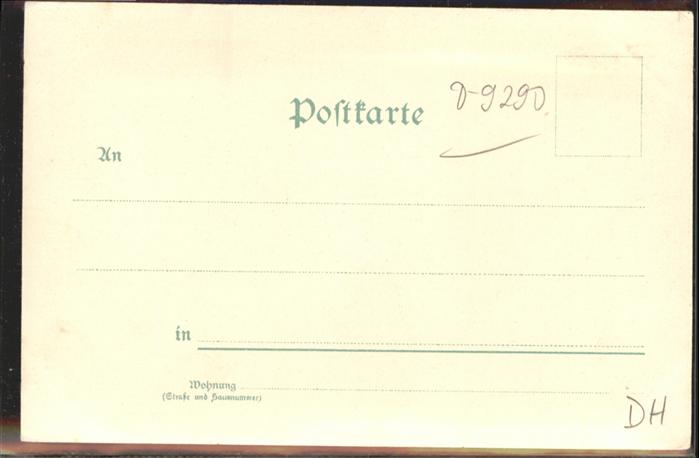 Postkarte
D-9290
An
in
Wohnung
(Straße und Hausnummer)
DH